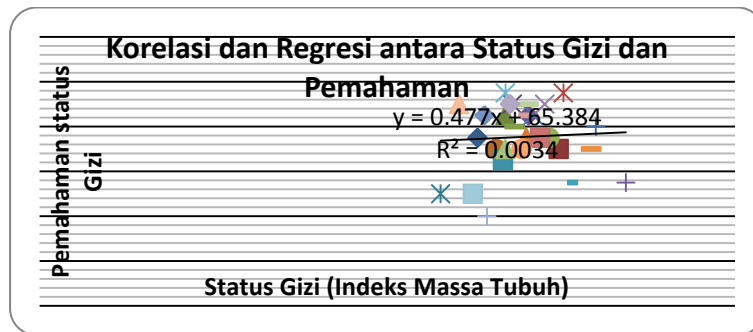 Korelasi dan Regresi antara Status Gizi dan
Pemahaman
y = 0.477x + 65.384
R² = 0.0034
Pemahaman status
Gizi
Status Gizi (Indeks Massa Tubuh)